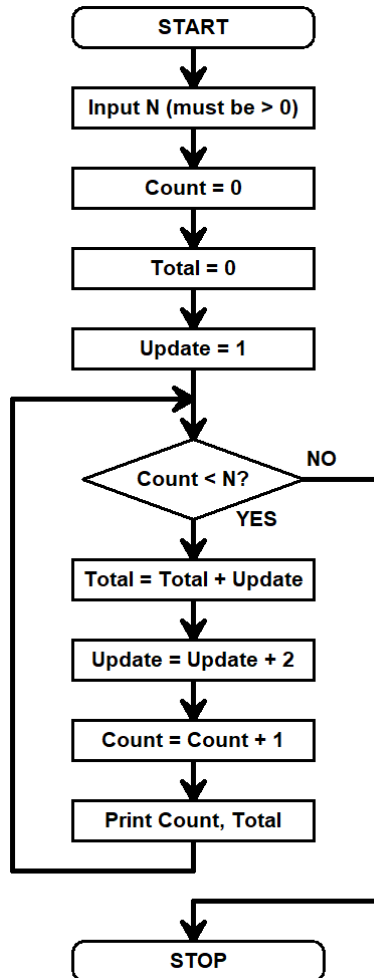 START
Input N (must be > 0)
Count = 0
Total = 0
Update = 1
Count < N?
NO
YES
Total = Total + Update
Update = Update + 2
Count = Count + 1
Print Count, Total
STOP